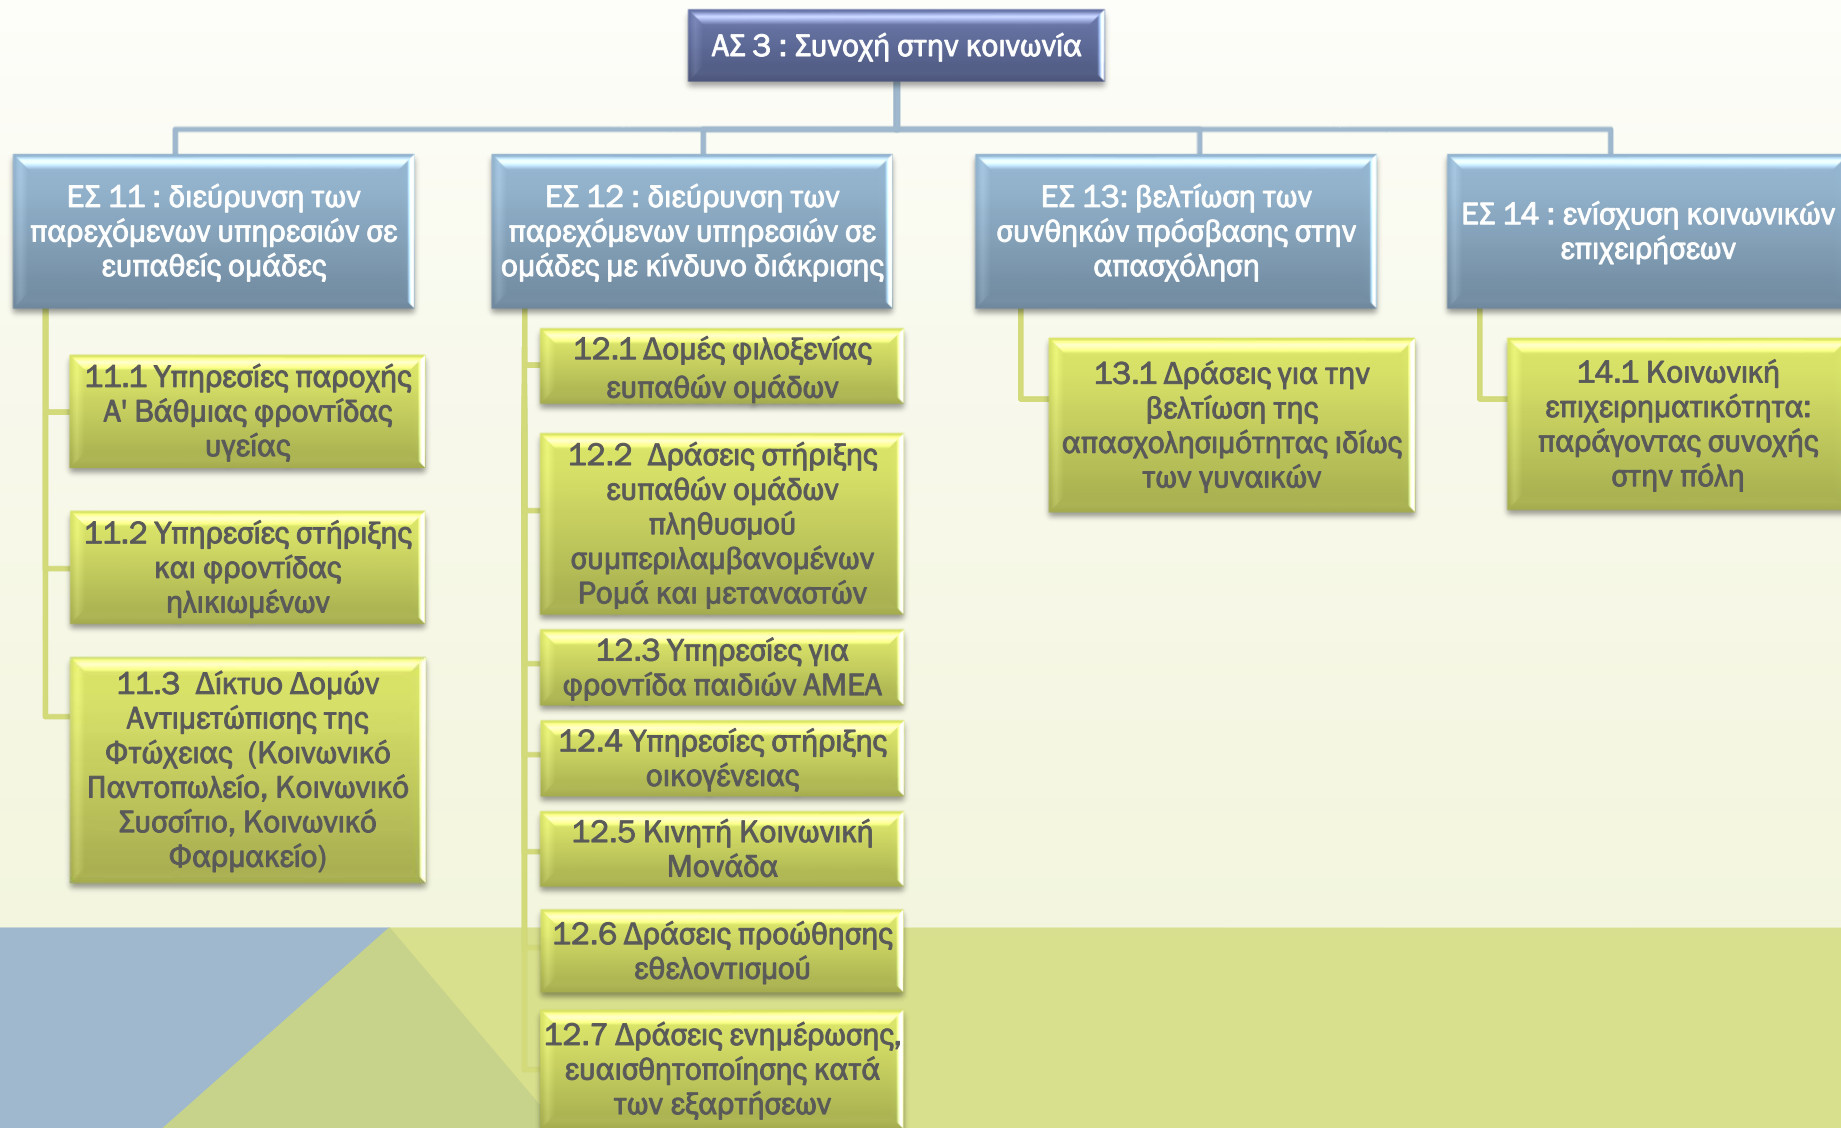 ΑΣ 3 : Συνοχή στην κοινωνία
ΕΣ 11 : διεύρυνση των
παρεχόμενων υπηρεσιών σε
ευπαθείς ομάδες
11.1 Υπηρεσίες παροχής
Α' Βάθμιας φροντίδας
υγείας
11.2 Υπηρεσίες στήριξης
και φροντίδας
ηλικιωμένων
11.3 Δίκτυο Δομών
Αντιμετώπισης της
Φτώχειας (Κοινωνικό
Παντοπωλείο, Κοινωνικό
Συσσίτιο, Κοινωνικό
Φαρμακείο)
ΕΣ 12 : διεύρυνση των
παρεχόμενων υπηρεσιών σε
ομάδες με κίνδυνο διάκρισης
12.1 Δομές φιλοξενίας
ευπαθών ομάδων
12.2 Δράσεις στήριξης
ευπαθών ομάδων
πληθυσμού
συμπεριλαμβανομένων
Ρομά και μεταναστών
12.3 Υπηρεσίες για
φροντίδα παιδιών ΑΜΕΑ
12.4 Υπηρεσίες στήριξης
οικογένειας
12.5 Κινητή Κοινωνική
Μονάδα
12.6 Δράσεις προώθησης
εθελοντισμού
12.7 Δράσεις ενημέρωσης,
ευαισθητοποίησης κατά
των εξαρτήσεων
ΕΣ 13: βελτίωση των
συνθηκών πρόσβασης στην
απασχόληση
13.1 Δράσεις για την
βελτίωση της
απασχολησιμότητας ιδίως
των γυναικών
ΕΣ 14 : ενίσχυση κοινωνικών
επιχειρήσεων
14.1 Κοινωνική
επιχειρηματικότητα:
παράγοντας συνοχής
στην πόλη